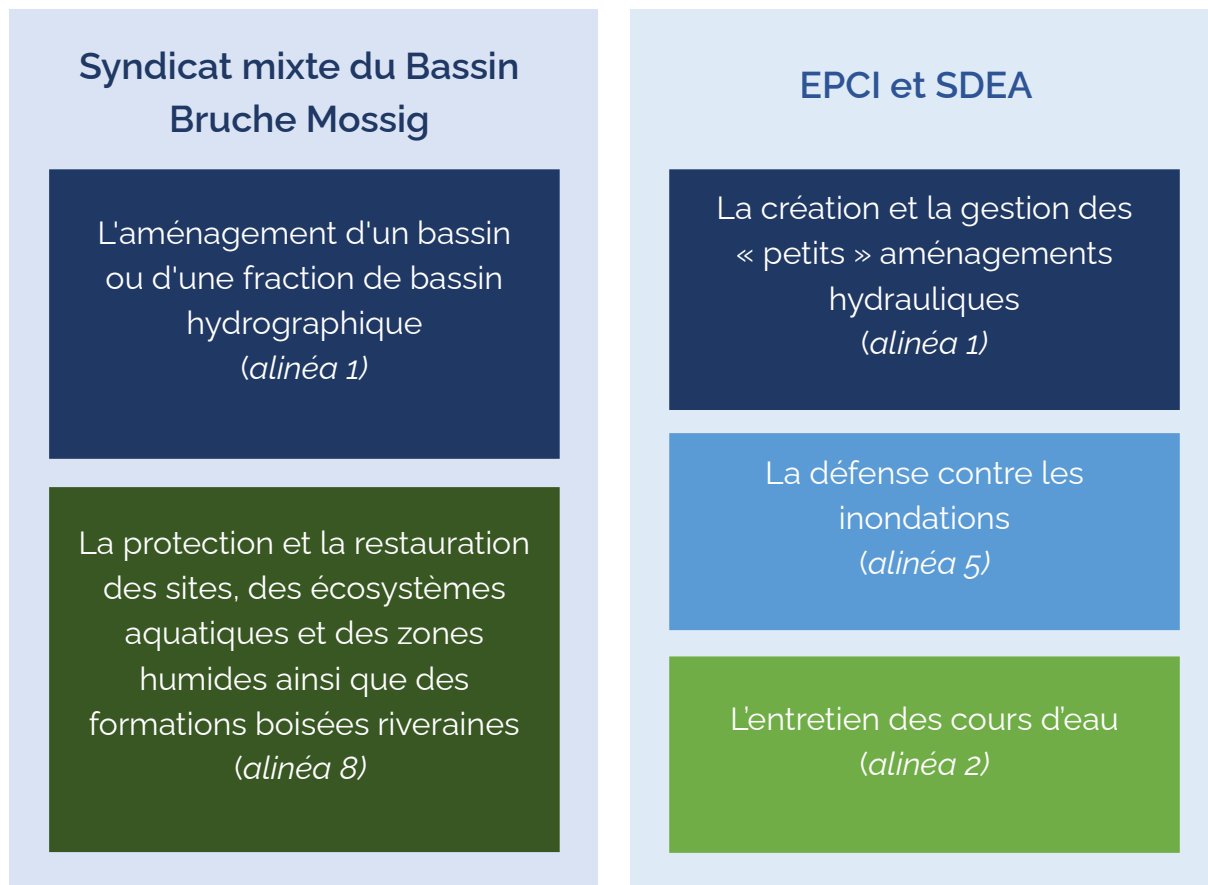 Syndicat mixte du Bassin
Bruche Mossig
L'aménagement d'un bassin
ou d'une fraction de bassin
hydrographique
(alinéa 1)
La protection et la restauration
des sites, des écosystèmes
aquatiques et des zones
humides ainsi que des
formations boisées riveraines
(alinéa 8)
EPCI et SDEA
La création et la gestion des
« petits » aménagements
hydrauliques
(alinéa 1)
La défense contre les
inondations
(alinéa 5)
L’entretien des cours d’eau
(alinéa 2)